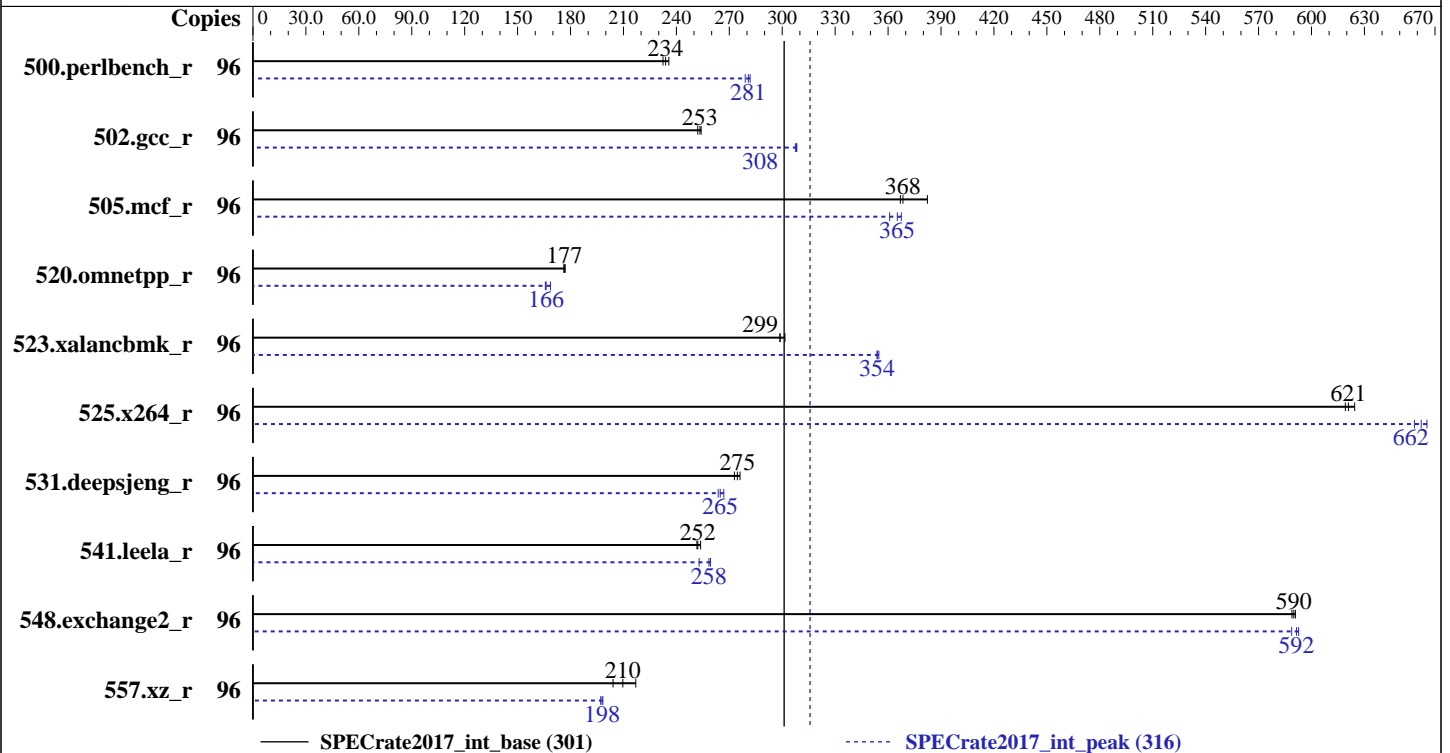 Copies 0 30.0 60.0 90.0 120 150 180 210 240 270 300 330 360 390 420 450 480 510 540 570 600 630 670
500.perlbench_r 96 234
281
502.gcc_r 96 253
308
505.mcf_r 96 368
365
520.omnetpp_r 96 177
166
523.xalancbmk_r 96 299
354
525.x264_r 96 621
662
531.deepsjeng_r 96 275
265
541.leela_r 96 252
258
548.exchange2_r 96 590
592
557.xz_r 96 210
198
SPECrate2017_int_base (301) SPECrate2017_int_peak (316)